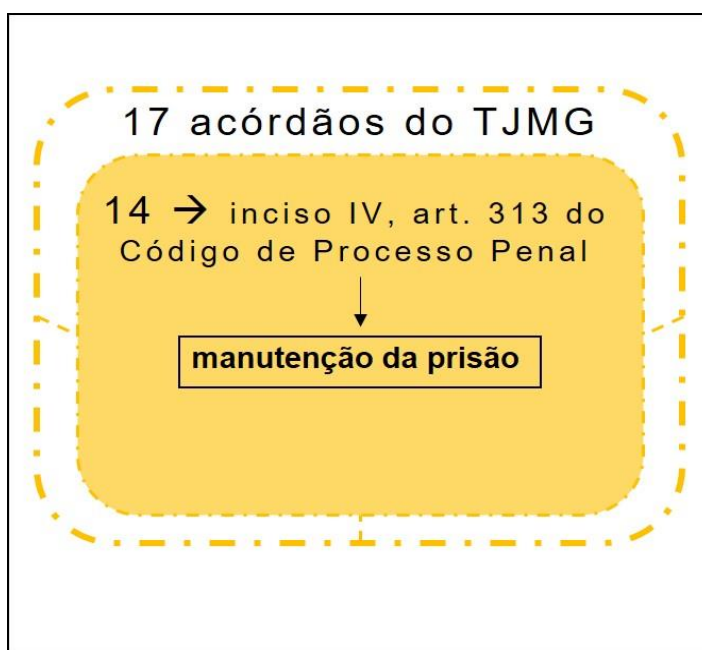 17 acórdãos do TJMG
14 → inciso IV, art. 313 do
Código de Processo Penal
manutenção da prisão